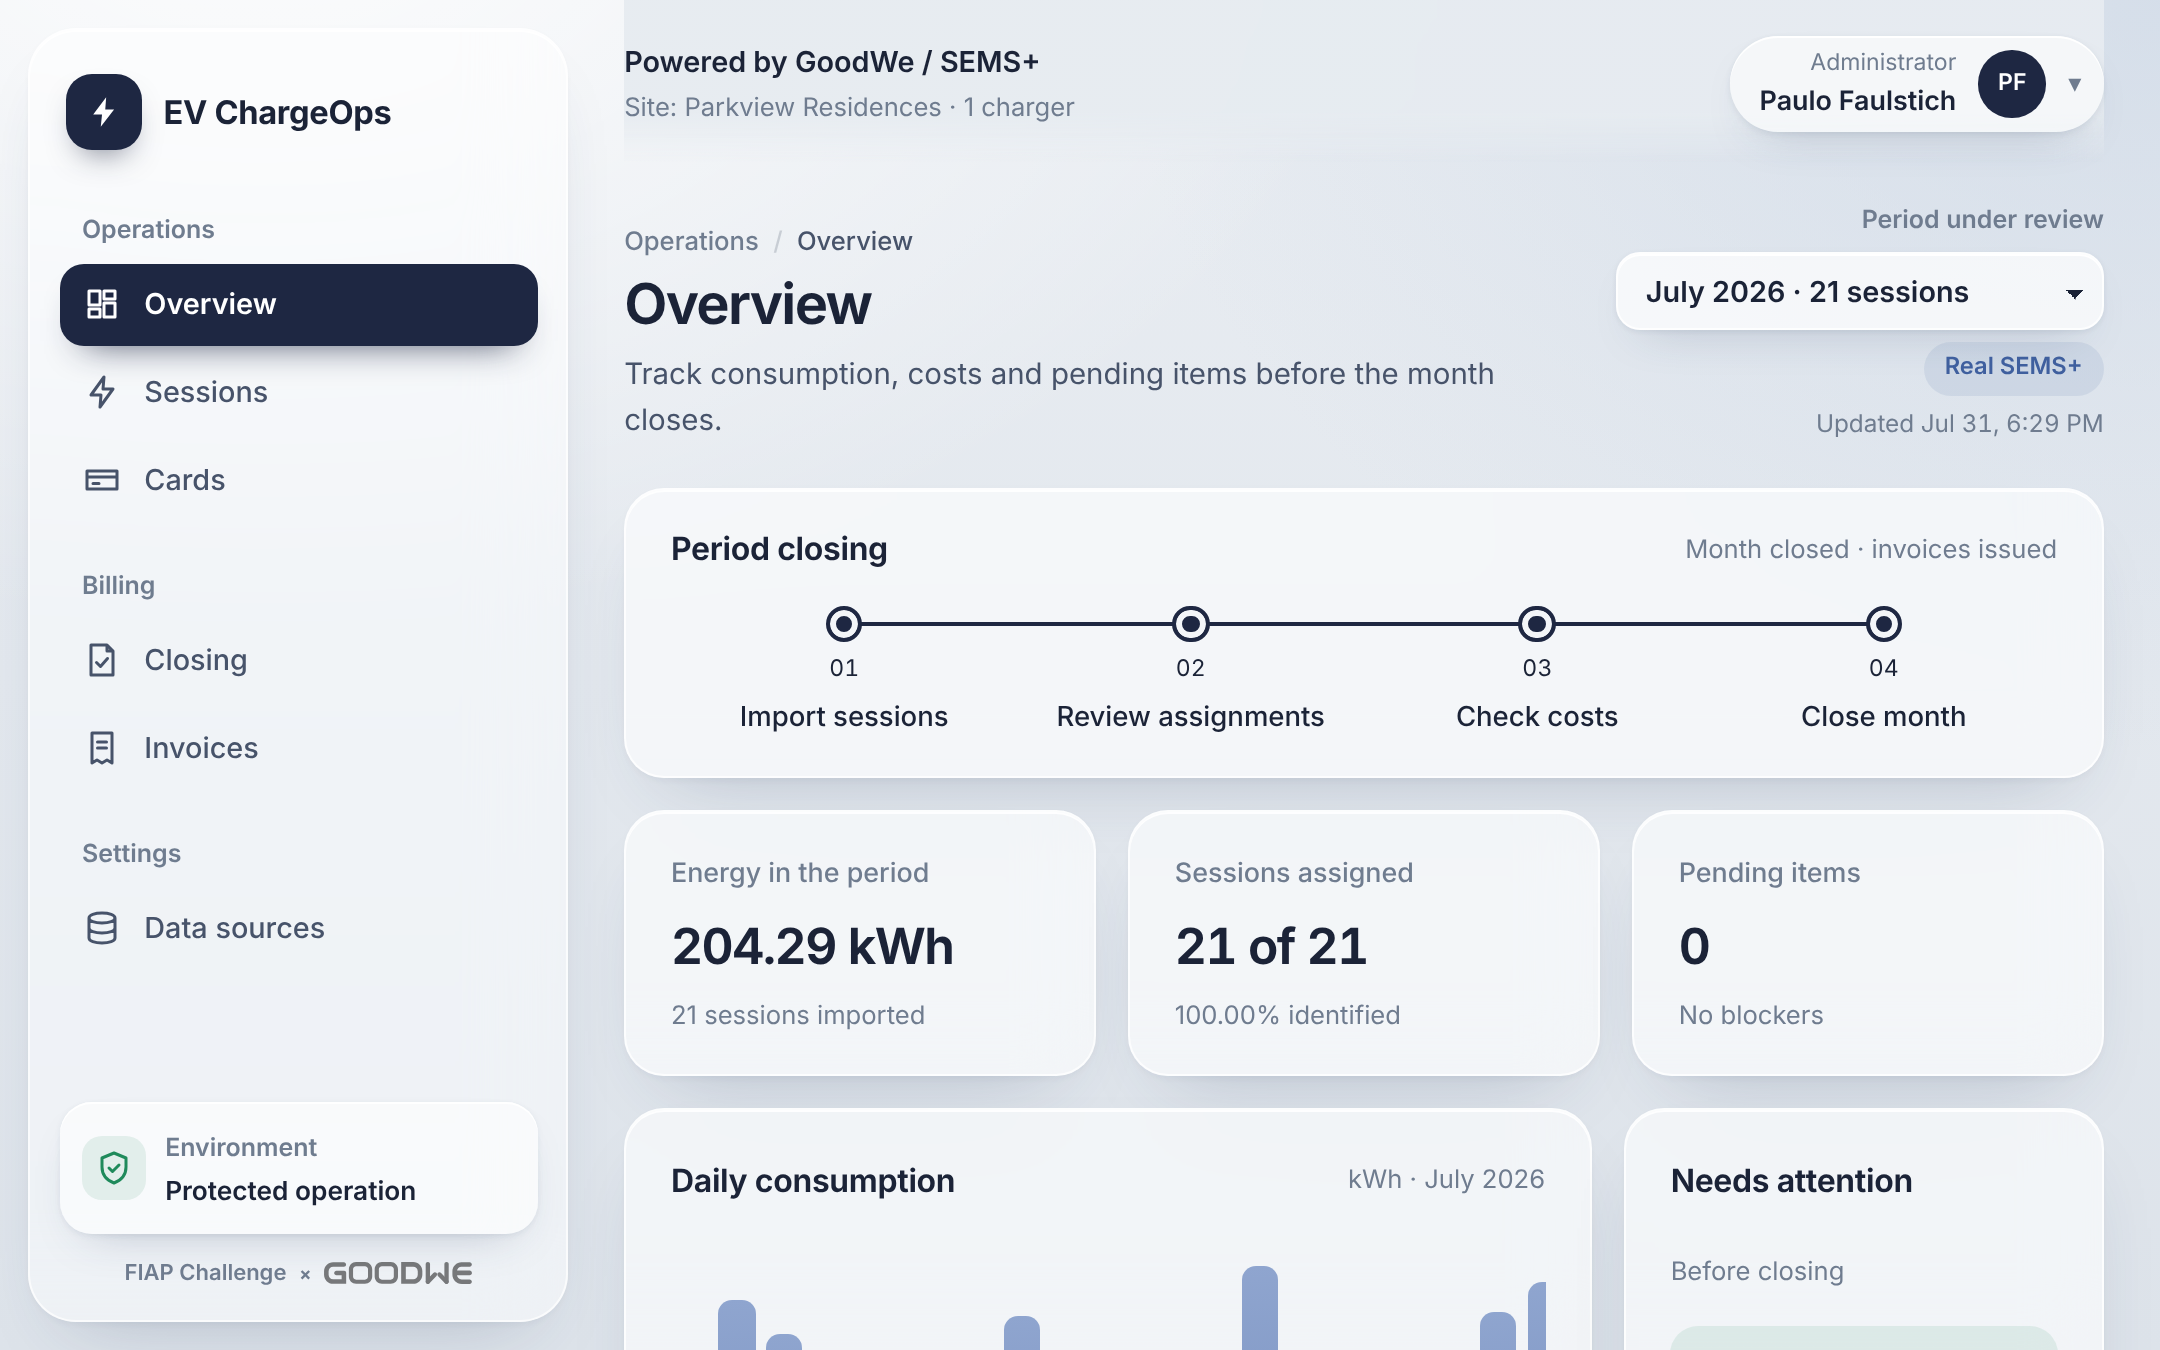 EV ChargeOps
Operations
Overview
Sessions
Cards
Billing
Closing
Invoices
Settings
Data sources
Environment
Protected operation
FIAP Challenge × GOODWE
Powered by GoodWe / SEMS+
Site: Parkview Residences · 1 charger
Administrator
Paulo Faulstich
PF
Operations / Overview
Overview
Track consumption, costs and pending items before the month
closes.
Period under review
July 2026 · 21 sessions
Real SEMS+
Updated Jul 31, 6:29 PM
Period closing
Month closed · invoices issued
01
Import sessions
02
Review assignments
03
Check costs
04
Close month
Energy in the period
204.29 kWh
21 sessions imported
Sessions assigned
21 of 21
100.00% identified
Pending items
0
No blockers
Daily consumption
kWh · July 2026
Needs attention
Before closing